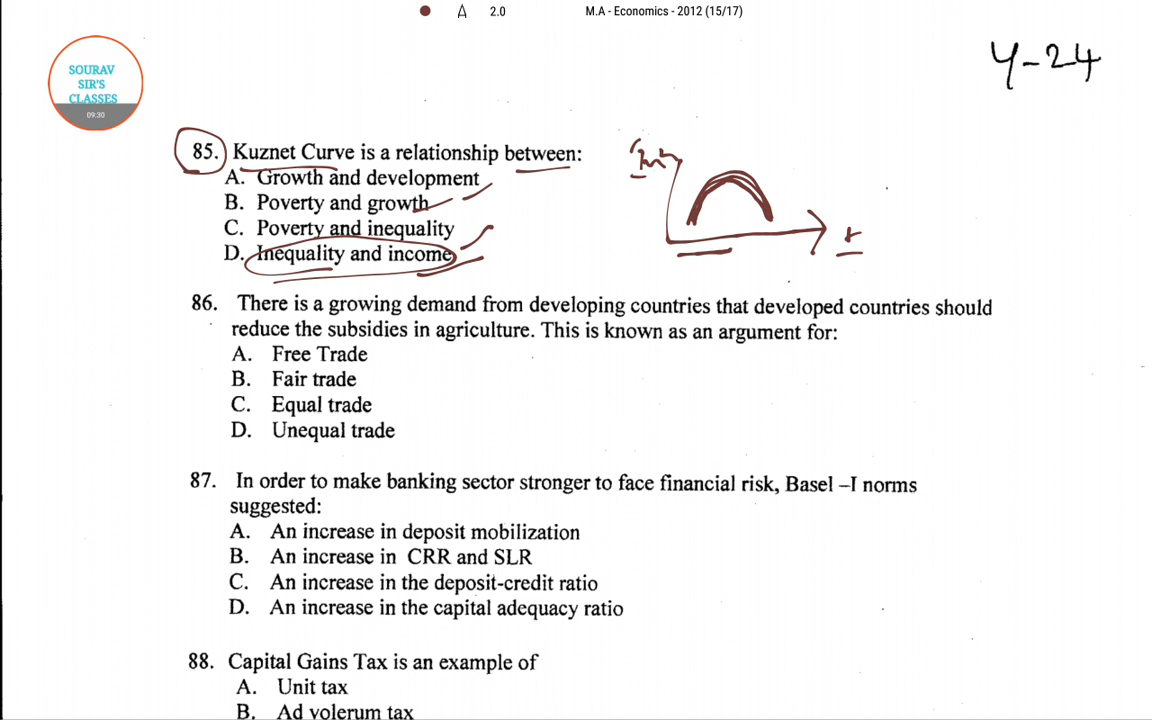 2.0 M.A - Economics - 2012 (15/17)
Y-24
SOURAV
SIR'S
CLASSES
09:30
85. Kuznet Curve is a relationship between:
A. Growth and development
B. Poverty and growth
C. Poverty and inequality
D. Inequality and income
86. There is a growing demand from developing countries that developed countries should
reduce the subsidies in agriculture. This is known as an argument for:
A. Free Trade
B. Fair trade
C. Equal trade
D. Unequal trade
87. In order to make banking sector stronger to face financial risk, Basel –I norms
suggested:
A. An increase in deposit mobilization
B. An increase in CRR and SLR
C. An increase in the deposit-credit ratio
D. An increase in the capital adequacy ratio
88. Capital Gains Tax is an example of
A. Unit tax
B. Ad volerum tax